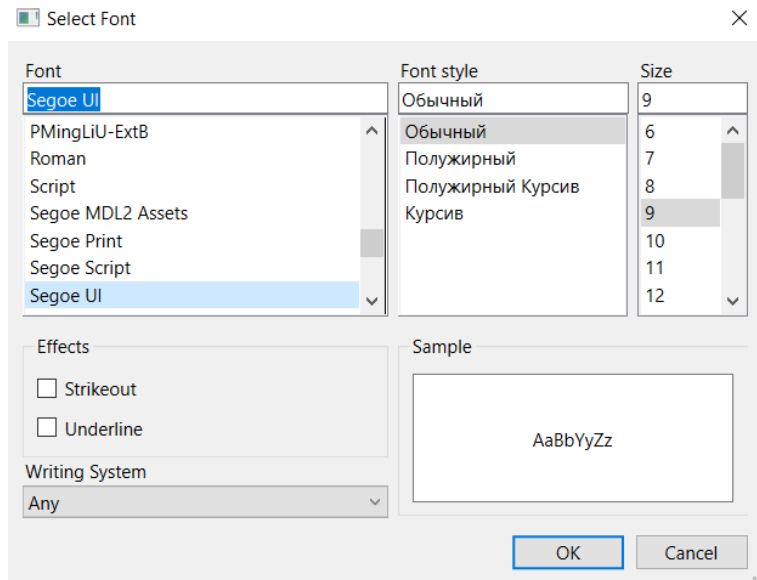 Select Font
Font
Segoe UI
PMingLiU-ExtB
Roman
Script
Segoe MDL2 Assets
Segoe Print
Segoe Script
Segoe UI
Font style
Обычный
Обычный
Полужирный
Полужирный Курсив
Курсив
Size
9
6
7
8
9
10
11
12
Effects
Strikeout
Underline
Writing System
Any
Sample
AaBbYyZz
OK
Cancel